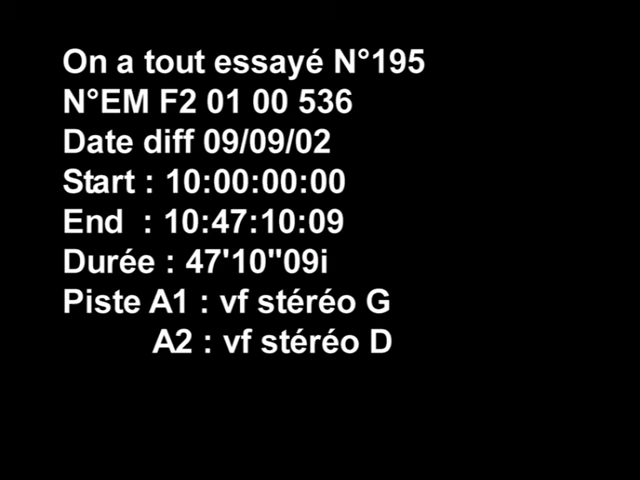 On a tout essayé N°195
N°EM F2 01 00 536
Date diff 09/09/02
Start : 10:00:00:00
End : 10:47:10:09
Durée : 47'10"09i
Piste A1 : vf stéréo G
A2 : vf stéréo D